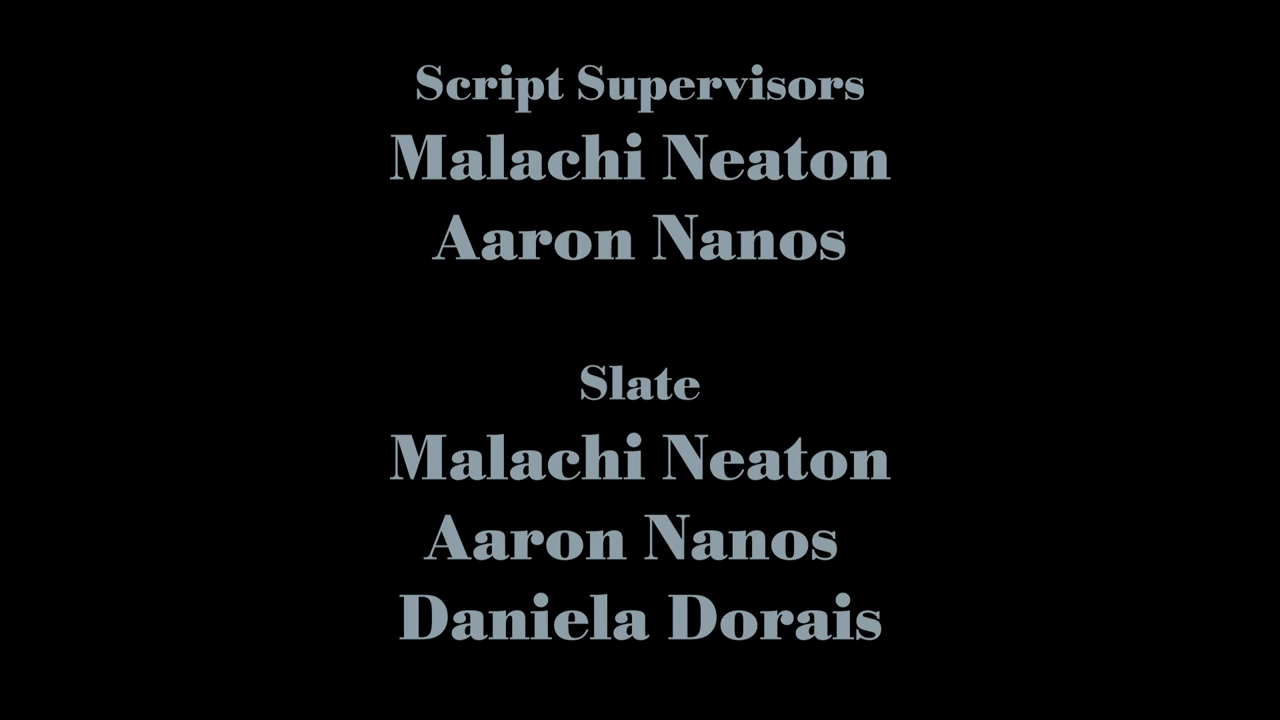 Script Supervisors
Malachi Neaton
Aaron Nanos
Slate
Malachi Neaton
Aaron Nanos
Daniela Dorais